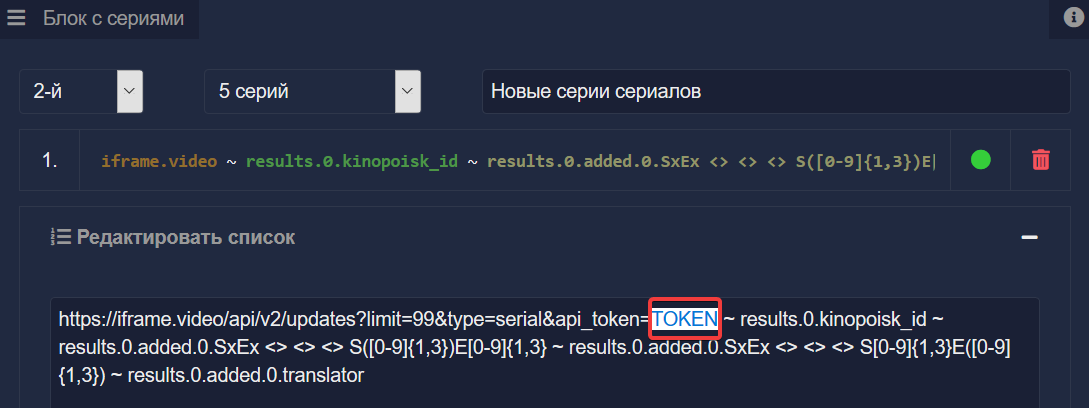 Блок с сериями
2-й 5 серий Новые серии сериалов
1. iframe.video ~ results.0.kinopoisk_id ~ results.0.added.0.SxEx <> <> <> S([0-9]{1,3})E[
Редактировать список
https://iframe.video/api/v2/updates?limit=99&type=serial&api_token=TOKEN ~ results.0.kinopoisk_id ~
results.0.added.0.SxEx <> <> <> S([0-9]{1,3})E[0-9]{1,3} ~ results.0.added.0.SxEx <> <> <> S[0-9]{1,3}E([0-9]
{1,3}) ~ results.0.added.0.translator